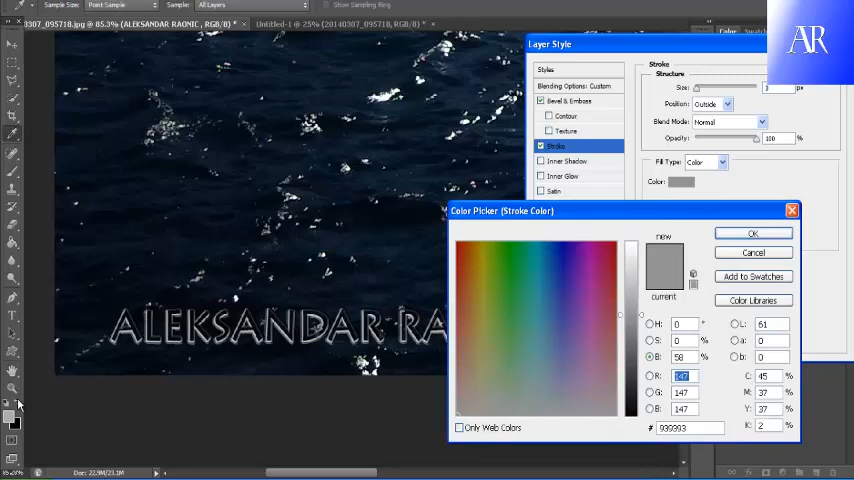 Sample Size: Point Sample Sample: All Layers Show Sampling Ring
0307_095718.jpg @ 85.3% (ALEKSANDAR RAONIC , RGB/8) * × Untitled-1 @ 25% (20140307_095718, RGB/8) * ×
Color Swatc
AR
Layer Style
Styles
Blending Options: Custom
Bevel & Emboss
Contour
Texture
Stroke
Inner Shadow
Inner Glow
Satin
Stroke
Structure
Size: 3 px
Position: Outside
Blend Mode: Normal
Opacity: 100 %
Fill Type: Color
Color:
Color Picker (Stroke Color)
new
current
OK
Cancel
Add to Swatches
Color Libraries
H: 0 °
S: 0 %
B: 58 %
R: 147
G: 147
B: 147
L: 61
a: 0
b: 0
C: 45 %
M: 37 %
Y: 37 %
K: 2 %
# 939393
Only Web Colors
ALEKSANDAR RA
Doc: 22.9M/23.1M